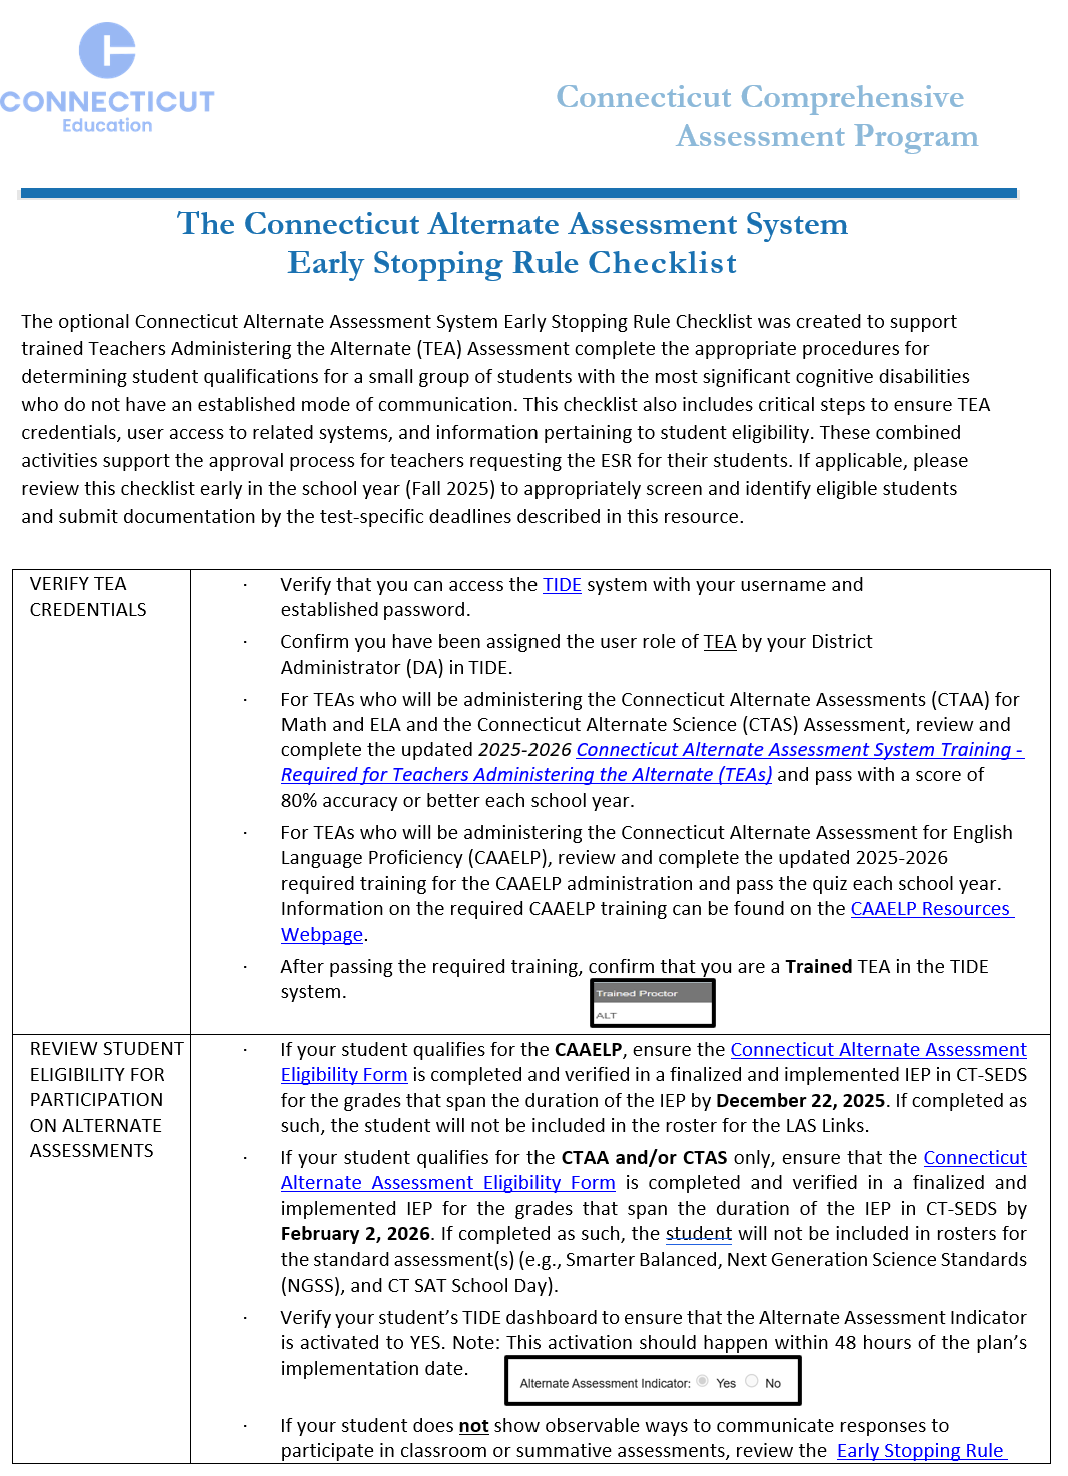 CONNECTICUT
Education
Connecticut Comprehensive
Assessment Program
The Connecticut Alternate Assessment System
Early Stopping Rule Checklist
The optional Connecticut Alternate Assessment System Early Stopping Rule Checklist was created to support
trained Teachers Administering the Alternate (TEA) Assessment complete the appropriate procedures for
determining student qualifications for a small group of students with the most significant cognitive disabilities
who do not have an established mode of communication. This checklist also includes critical steps to ensure TEA
credentials, user access to related systems, and information pertaining to student eligibility. These combined
activities support the approval process for teachers requesting the ESR for their students. If applicable, please
review this checklist early in the school year (Fall 2025) to appropriately screen and identify eligible students
and submit documentation by the test-specific deadlines described in this resource.
VERIFY TEA
CREDENTIALS
· Verify that you can access the TIDE system with your username and
established password.
· Confirm you have been assigned the user role of TEA by your District
Administrator (DA) in TIDE.
· For TEAs who will be administering the Connecticut Alternate Assessments (CTAA) for
Math and ELA and the Connecticut Alternate Science (CTAS) Assessment, review and
complete the updated 2025-2026 Connecticut Alternate Assessment System Training -
Required for Teachers Administering the Alternate (TEAs) and pass with a score of
80% accuracy or better each school year.
· For TEAs who will be administering the Connecticut Alternate Assessment for English
Language Proficiency (CAAELP), review and complete the updated 2025-2026
required training for the CAAELP administration and pass the quiz each school year.
Information on the required CAAELP training can be found on the CAAELP Resources
Webpage.
· After passing the required training, confirm that you are a Trained TEA in the TIDE
system.
Trained Proctor
ALT
REVIEW STUDENT
ELIGIBILITY FOR
PARTICIPATION
ON ALTERNATE
ASSESSMENTS
· If your student qualifies for the CAAELP, ensure the Connecticut Alternate Assessment
Eligibility Form is completed and verified in a finalized and implemented IEP in CT-SEDS
for the grades that span the duration of the IEP by December 22, 2025. If completed as
such, the student will not be included in the roster for the LAS Links.
· If your student qualifies for the CTAA and/or CTAS only, ensure that the Connecticut
Alternate Assessment Eligibility Form is completed and verified in a finalized and
implemented IEP for the grades that span the duration of the IEP in CT-SEDS by
February 2, 2026. If completed as such, the student will not be included in rosters for
the standard assessment(s) (e.g., Smarter Balanced, Next Generation Science Standards
(NGSS), and CT SAT School Day).
· Verify your student's TIDE dashboard to ensure that the Alternate Assessment Indicator
is activated to YES. Note: This activation should happen within 48 hours of the plan's
implementation date.
Alternate Assessment Indicator: Yes No
· If your student does not show observable ways to communicate responses to
participate in classroom or summative assessments, review the Early Stopping Rule